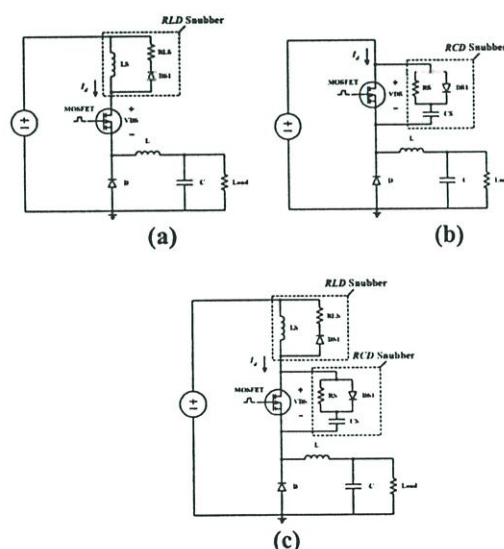 RLD Snubber
LS
RLS
DS1
Id
MOSFET
+
VDS
−
L
D
C
Load
(a)
RCD Snubber
Id
MOSFET
+
VDS
−
RS
DS1
CS
L
D
(b)
RLD Snubber
LS
RLS
DS1
Id
RCD Snubber
MOSFET
+
VDS
−
RS
DS1
CS
L
D
C
Load
(c)